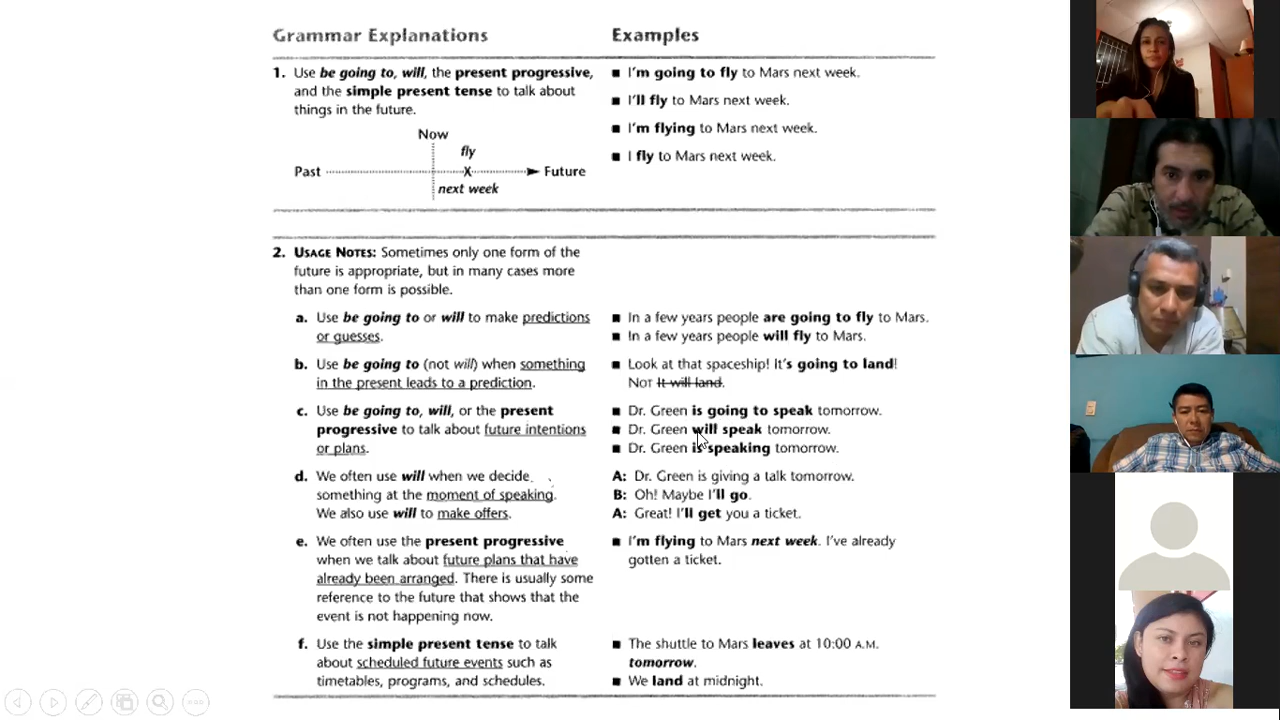 Grammar Explanations
Examples
1. Use be going to, will, the present progressive,
and the simple present tense to talk about
things in the future.
Now
fly
Past
X
Future
next week
■ I'm going to fly to Mars next week.
■ I'll fly to Mars next week.
■ I'm flying to Mars next week.
■ I fly to Mars next week.
2. USAGE NOTES: Sometimes only one form of the
future is appropriate, but in many cases more
than one form is possible.
a. Use be going to or will to make predictions
or guesses.
■ In a few years people are going to fly to Mars.
■ In a few years people will fly to Mars.
b. Use be going to (not will) when something
in the present leads to a prediction.
■ Look at that spaceship! It's going to land!
NOT It will land.
c. Use be going to, will, or the present
progressive to talk about future intentions
or plans.
■ Dr. Green is going to speak tomorrow.
■ Dr. Green will speak tomorrow.
■ Dr. Green is speaking tomorrow.
d. We often use will when we decide
something at the moment of speaking.
We also use will to make offers.
A: Dr. Green is giving a talk tomorrow.
B: Oh! Maybe I'll go.
A: Great! I'll get you a ticket.
e. We often use the present progressive
when we talk about future plans that have
already been arranged. There is usually some
reference to the future that shows that the
event is not happening now.
■ I'm flying to Mars next week. I've already
gotten a ticket.
f. Use the simple present tense to talk
about scheduled future events such as
timetables, programs, and schedules.
■ The shuttle to Mars leaves at 10:00 A.M.
tomorrow.
■ We land at midnight.